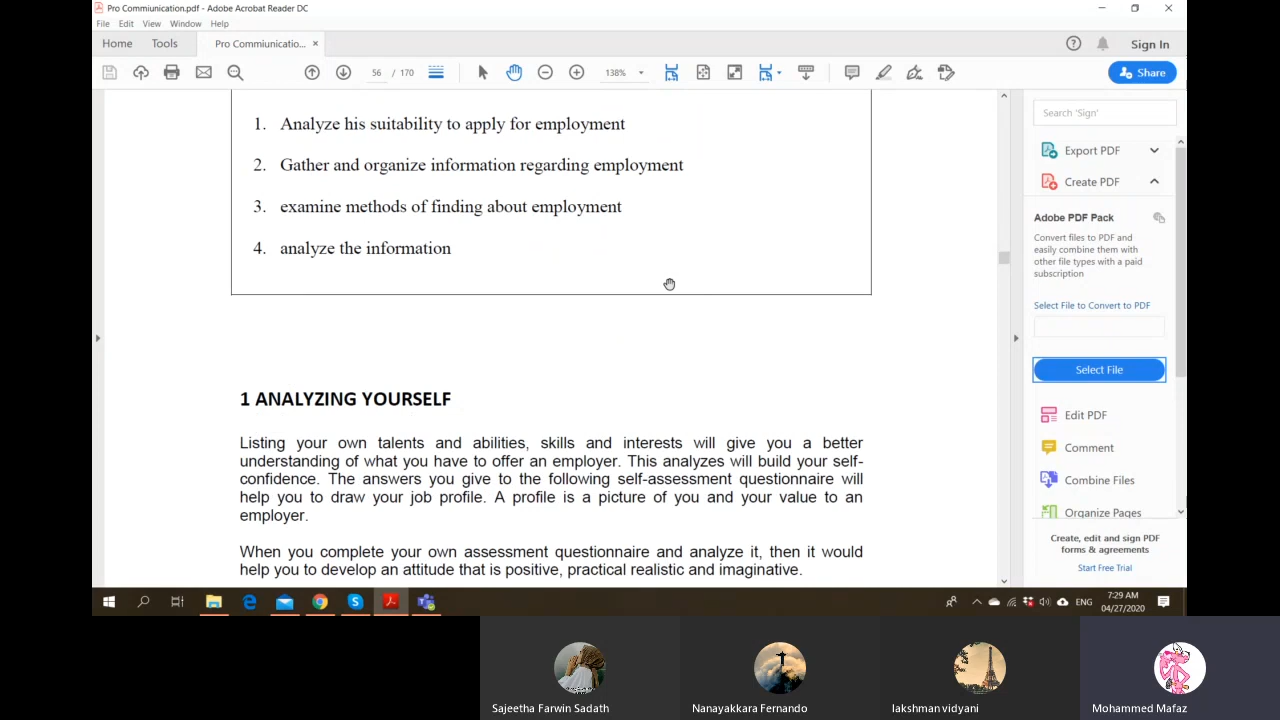 Pro Commiunication.pdf - Adobe Acrobat Reader DC
File Edit View Window Help
Home Tools Pro Commiunicatio... × Sign In
56 / 170 138% Share
1. Analyze his suitability to apply for employment
2. Gather and organize information regarding employment
3. examine methods of finding about employment
4. analyze the information
1 ANALYZING YOURSELF
Listing your own talents and abilities, skills and interests will give you a better
understanding of what you have to offer an employer. This analyzes will build your self-
confidence. The answers you give to the following self-assessment questionnaire will
help you to draw your job profile. A profile is a picture of you and your value to an
employer.
When you complete your own assessment questionnaire and analyze it, then it would
help you to develop an attitude that is positive, practical realistic and imaginative.
Search 'Sign'
Export PDF
Create PDF
Adobe PDF Pack
Convert files to PDF and
easily combine them with
other file types with a paid
subscription
Select File to Convert to PDF
Select File
Edit PDF
Comment
Combine Files
Organize Pages
Create, edit and sign PDF
forms & agreements
Start Free Trial
ENG
7:29 AM
04/27/2020
Sajeetha Farwin Sadath
Nanayakkara Fernando
lakshman vidyani
Mohammed Mafaz